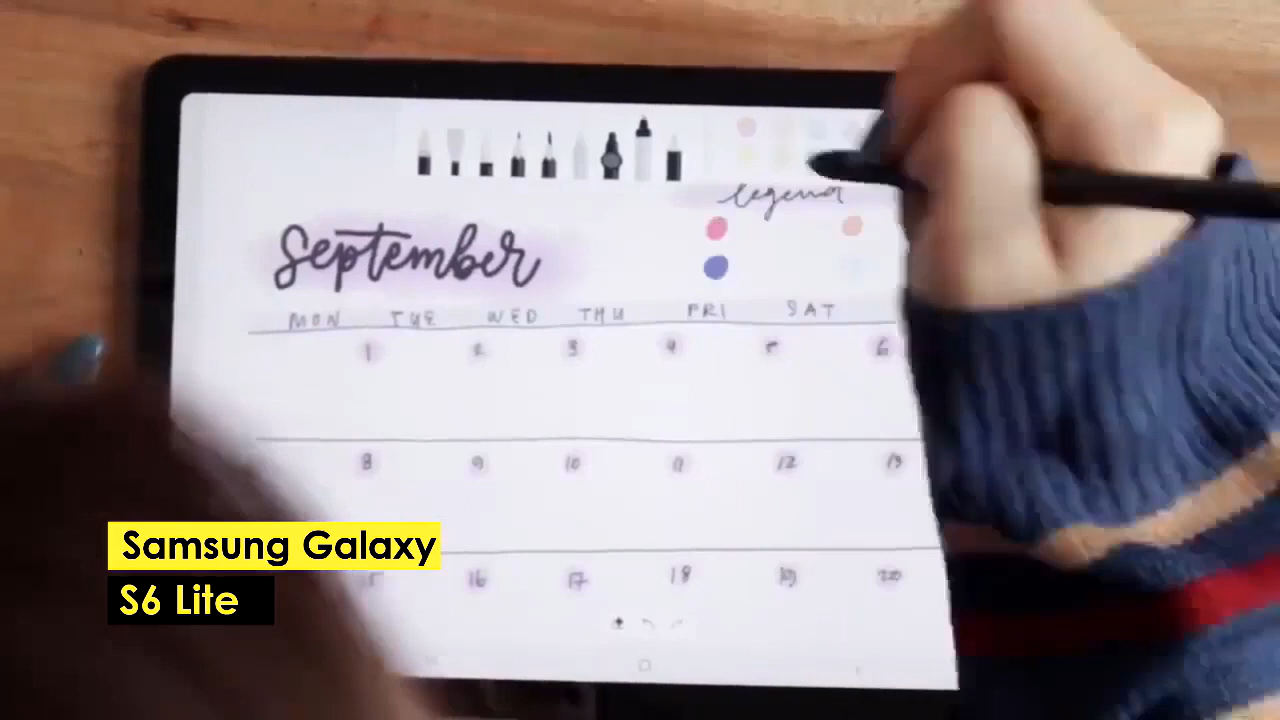 legend
September
MON TUE WED THU FRI SAT
1 2 3 4 5 6
8 9 10 11 12 13
Samsung Galaxy
15 16 17 18 19 20
S6 Lite